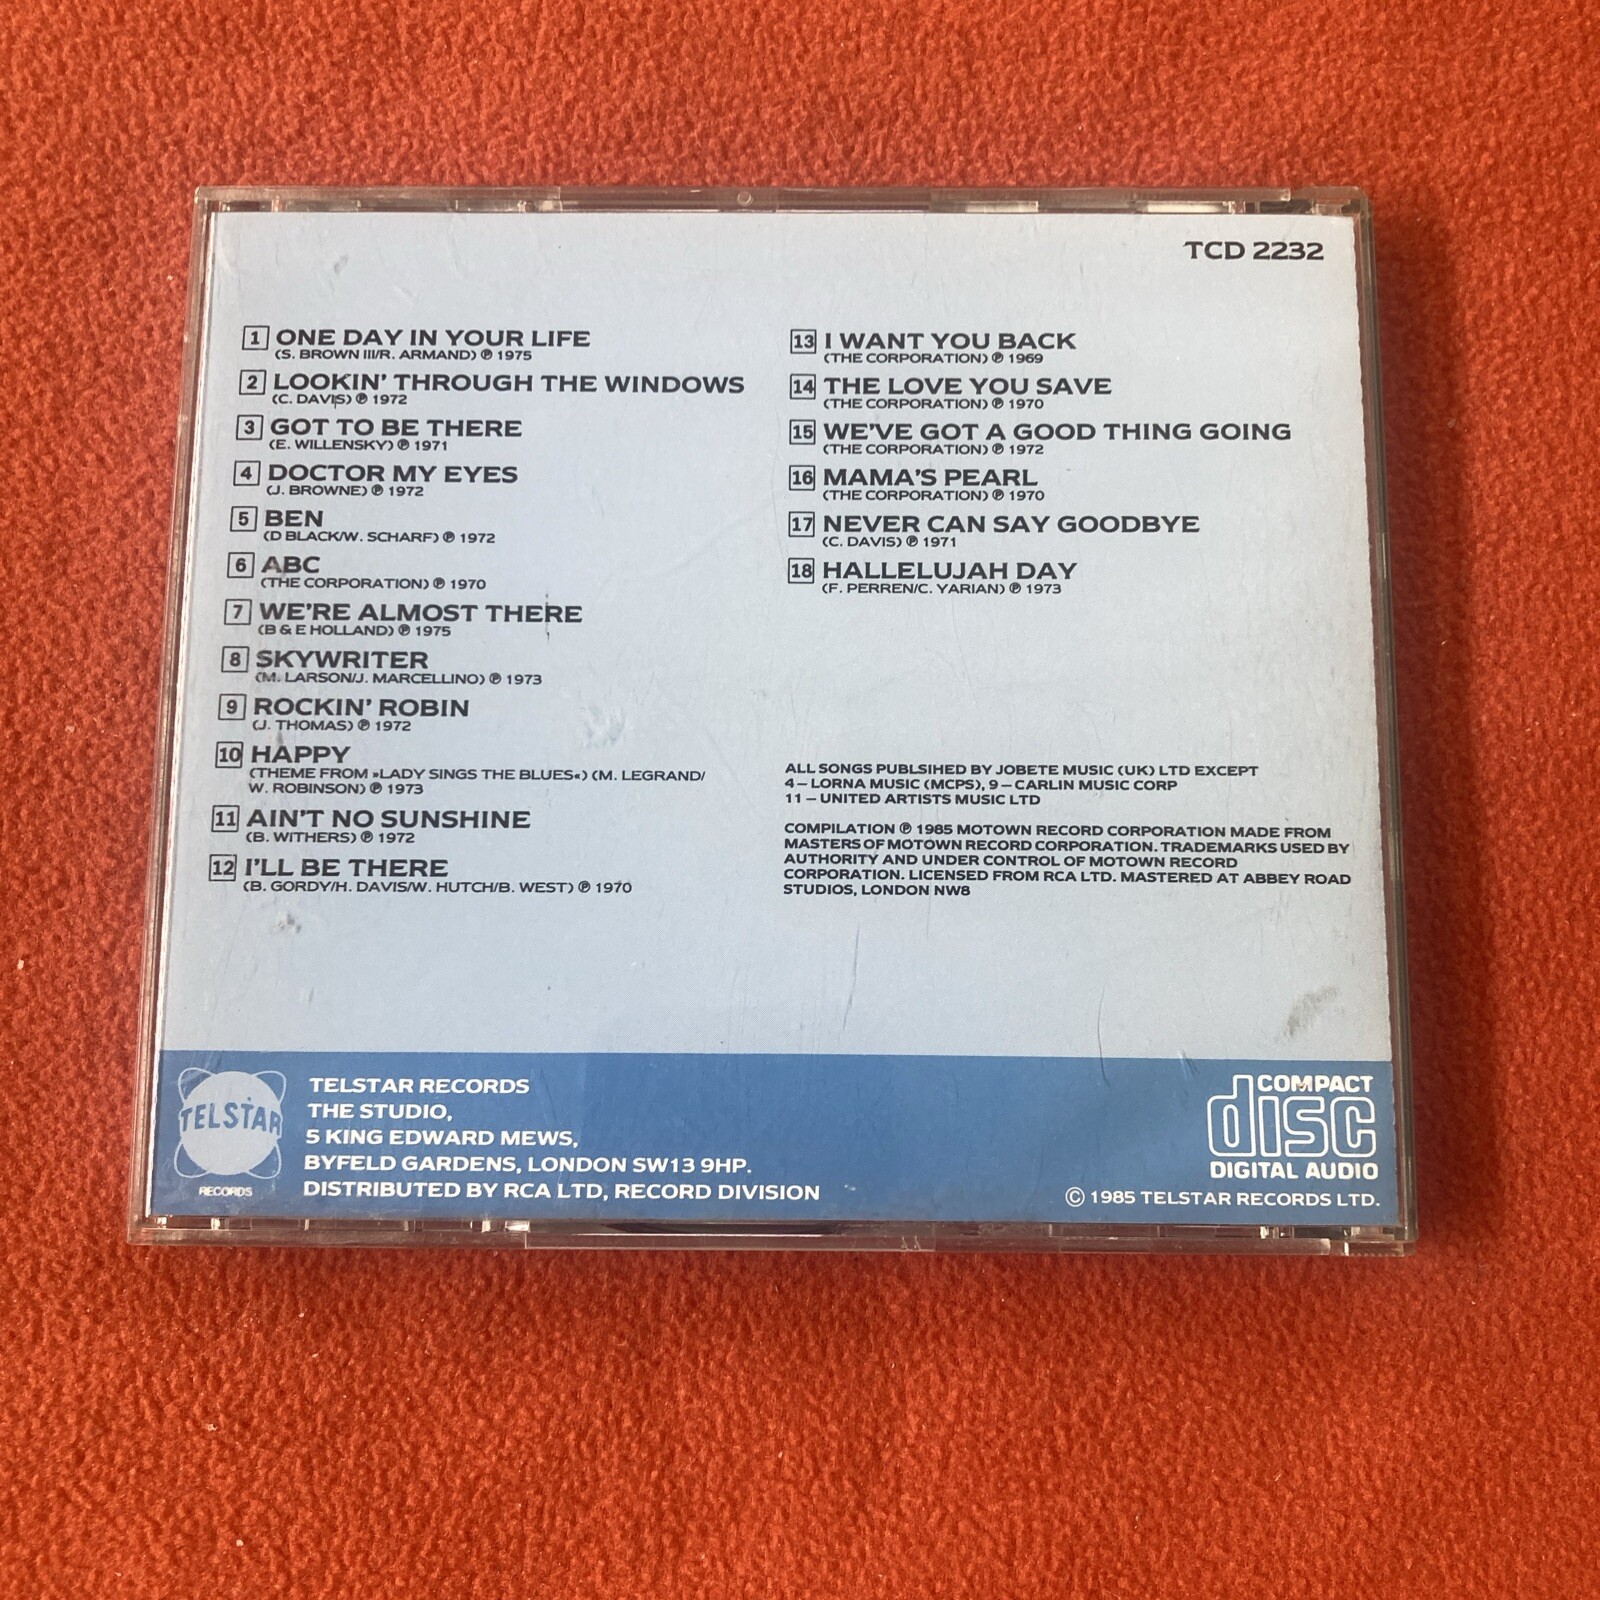 TCD 2232
1 ONE DAY IN YOUR LIFE
(S. BROWN III/R. ARMAND) ℗ 1975
2 LOOKIN' THROUGH THE WINDOWS
(C. DAVIS) ℗ 1972
3 GOT TO BE THERE
(E. WILLENSKY) ℗ 1971
4 DOCTOR MY EYES
(J. BROWNE) ℗ 1972
5 BEN
(D BLACK/W. SCHARF) ℗ 1972
6 ABC
(THE CORPORATION) ℗ 1970
7 WE'RE ALMOST THERE
(B & E HOLLAND) ℗ 1975
8 SKYWRITER
(M. LARSON/J. MARCELLINO) ℗ 1973
9 ROCKIN' ROBIN
(J. THOMAS) ℗ 1972
10 HAPPY
(THEME FROM »LADY SINGS THE BLUES«) (M. LEGRAND/
W. ROBINSON) ℗ 1973
11 AIN'T NO SUNSHINE
(B. WITHERS) ℗ 1972
12 I'LL BE THERE
(B. GORDY/H. DAVIS/W. HUTCH/B. WEST) ℗ 1970
13 I WANT YOU BACK
(THE CORPORATION) ℗ 1969
14 THE LOVE YOU SAVE
(THE CORPORATION) ℗ 1970
15 WE'VE GOT A GOOD THING GOING
(THE CORPORATION) ℗ 1972
16 MAMA'S PEARL
(THE CORPORATION) ℗ 1970
17 NEVER CAN SAY GOODBYE
(C. DAVIS) ℗ 1971
18 HALLELUJAH DAY
(F. PERREN/C. YARIAN) ℗ 1973
ALL SONGS PUBLSIHED BY JOBETE MUSIC (UK) LTD EXCEPT
4 – LORNA MUSIC (MCPS), 9 – CARLIN MUSIC CORP
11 – UNITED ARTISTS MUSIC LTD
COMPILATION ℗ 1985 MOTOWN RECORD CORPORATION MADE FROM
MASTERS OF MOTOWN RECORD CORPORATION. TRADEMARKS USED BY
AUTHORITY AND UNDER CONTROL OF MOTOWN RECORD
CORPORATION. LICENSED FROM RCA LTD. MASTERED AT ABBEY ROAD
STUDIOS, LONDON NW8
TELSTAR
RECORDS
TELSTAR RECORDS
THE STUDIO,
5 KING EDWARD MEWS,
BYFELD GARDENS, LONDON SW13 9HP.
DISTRIBUTED BY RCA LTD, RECORD DIVISION
COMPACT
disc
DIGITAL AUDIO
© 1985 TELSTAR RECORDS LTD.